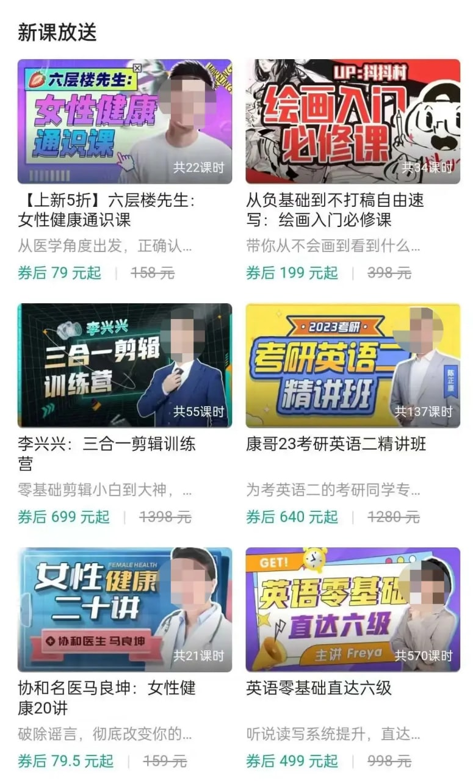 新课放送
六层楼先生:
女性健康
通识课
共22课时
UP:抖抖村
绘画入门
必修课
共34课时
【上新5折】六层楼先生:
女性健康通识课
从医学角度出发，正确认…
券后 79 元起
158 元
从负基础到不打稿自由速
写：绘画入门必修课
带你从不会画到看到什么…
券后 199 元起
398 元
李兴兴
三合一剪辑
训练营
共55课时
2023考研
考研英语二
精讲班
共137课时
李兴兴：三合一剪辑训练
营
零基础剪辑小白到大神，…
券后 699 元起
1398 元
康哥23考研英语二精讲班
为考英语二的考研同学专…
券后 640 元起
1280 元
女性健康
FEMALE HEALTH
二十讲
协和医生 马良坤
共21课时
GET!
英语零基础
直达六级
主讲 Freya
共570课时
协和名医马良坤：女性健
康20讲
破除谣言，彻底改变你的…
券后 79.5 元起
159 元
英语零基础直达六级
听说读写系统提升，直达…
券后 499 元起
998 元